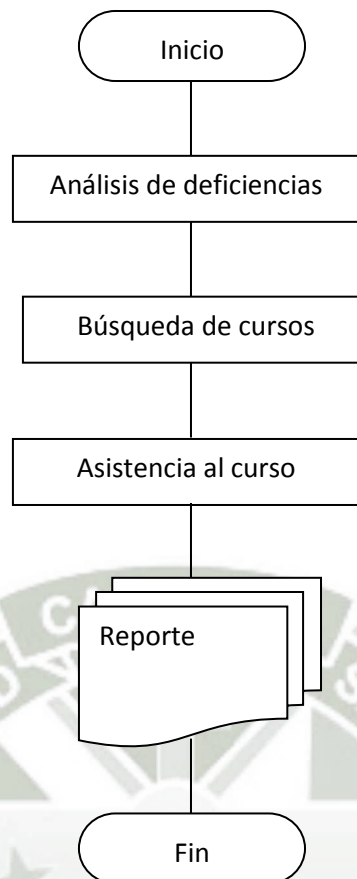 Inicio
Análisis de deficiencias
Búsqueda de cursos
Asistencia al curso
Reporte
Fin